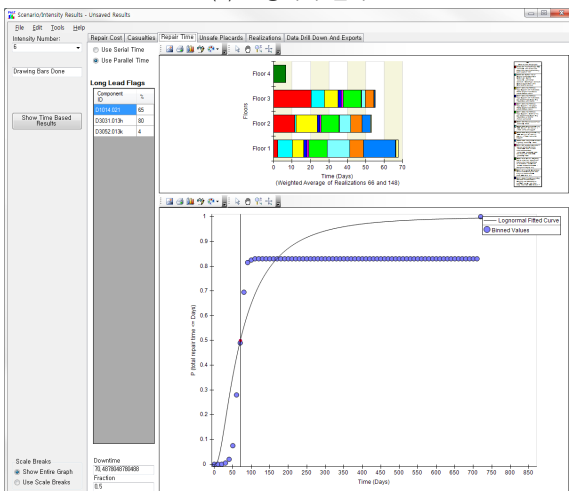 Scenario/Intensity Results - Unsaved Results
File Edit Tools Help
Intensity Number:
6
Drawing Bars Done
Show Time Based
Results
Scale Breaks
Show Entire Graph
Use Scale Breaks
Repair Cost Casualties Repair Time Unsafe Placards Realizations Data Drill Down And Exports
Use Serial Time
Use Parallel Time
Long Lead Flags
Component ID %
D1014.021 65
D3031.013h 80
D3052.013k 4
Downtime
70,4878048780488
Fraction
0,5
Floors
Floor 4
Floor 3
Floor 2
Floor 1
0 10 20 30 40 50 60 70
Time (Days)
(Weighted Average of Realizations 66 and 148)
Lognormal Fitted Curve
Binned Values
P (total repair time <= Days)
1
0.9
0.8
0.7
0.6
0.5
0.4
0.3
0.2
0.1
0
0 50 100 150 200 250 300 350 400 450 500 550 600 650 700 750 800 850
Time (Days)